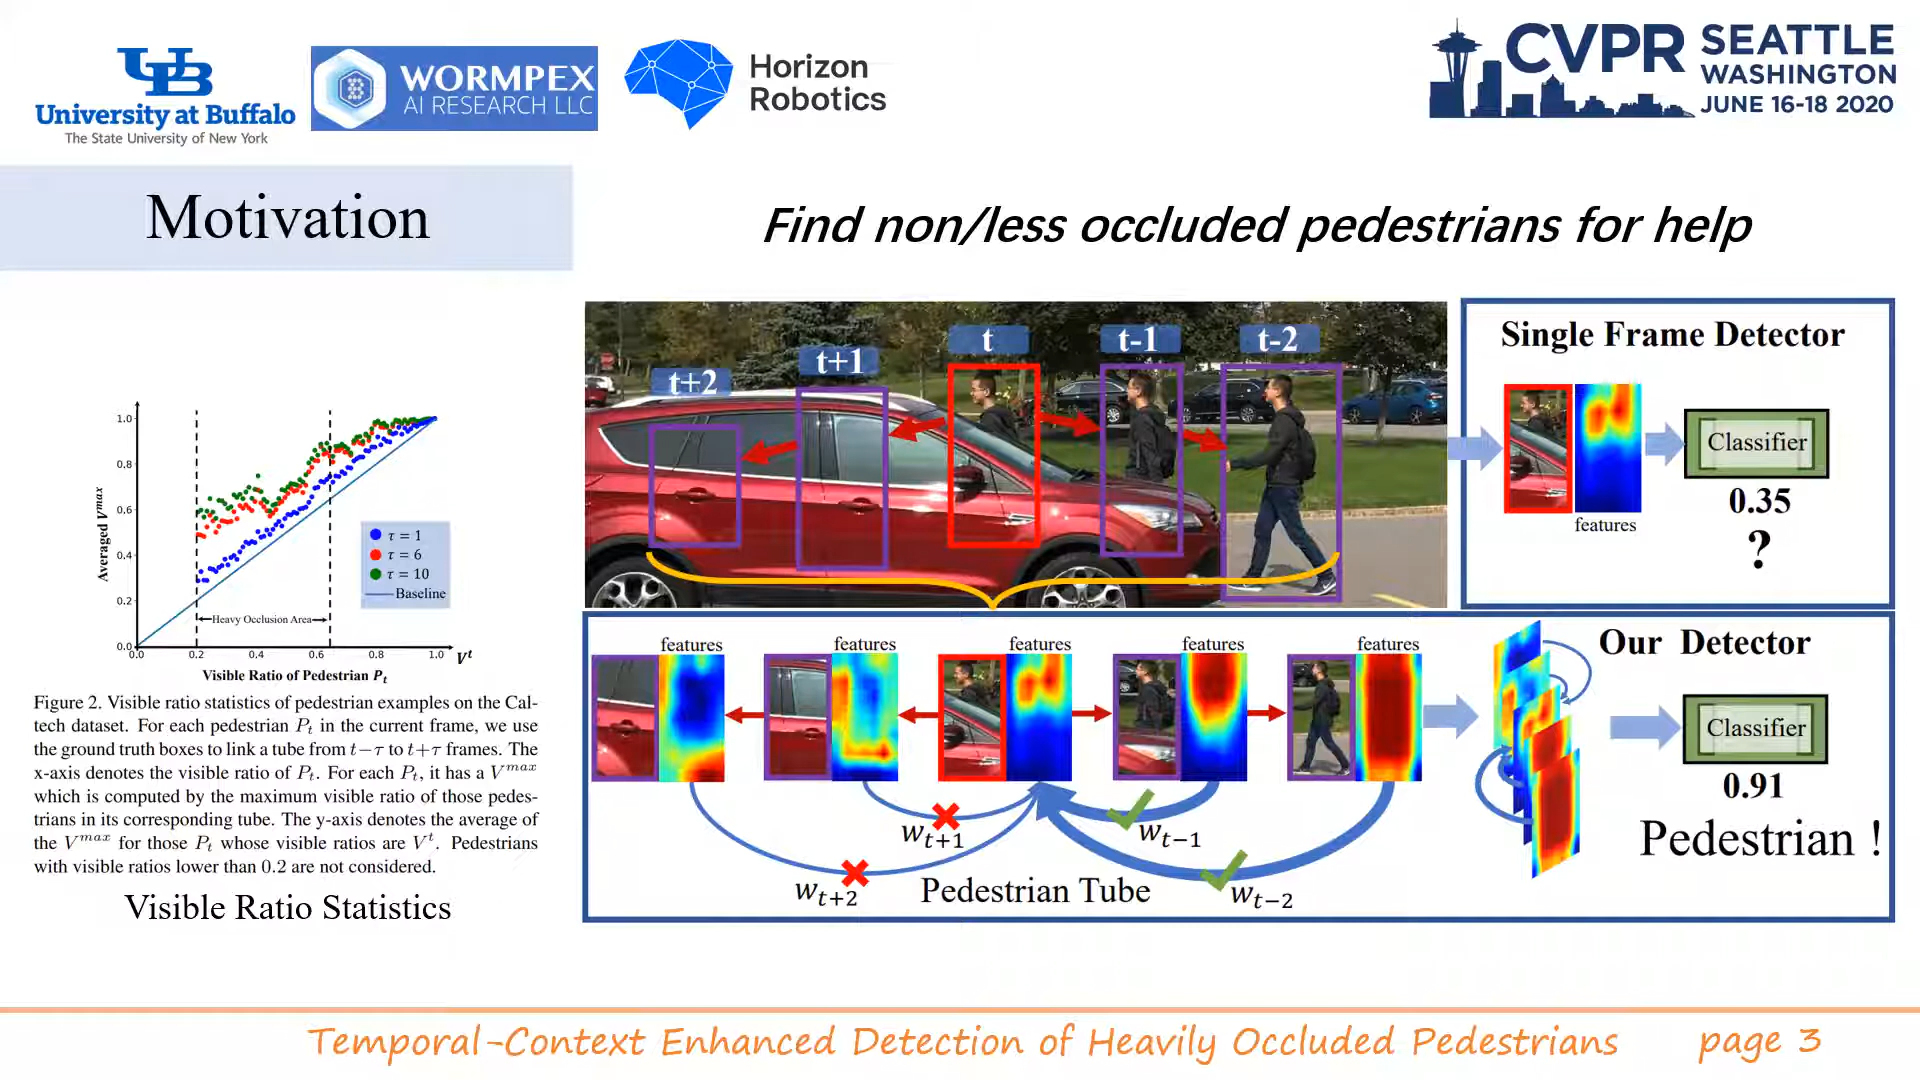 UB
University at Buffalo
The State University of New York
WORMPEX
AI RESEARCH LLC
Horizon
Robotics
CVPR SEATTLE
WASHINGTON
JUNE 16-18 2020
Motivation
Find non/less occluded pedestrians for help
1.0
0.8
0.6
0.4
0.2
0.0
0.0 0.2 0.4 0.6 0.8 1.0
Averaged V^max
V^t
τ = 1
τ = 6
τ = 10
Baseline
Heavy Occlusion Area
Visible Ratio of Pedestrian P_t
Figure 2. Visible ratio statistics of pedestrian examples on the Cal-
tech dataset. For each pedestrian P_t in the current frame, we use
the ground truth boxes to link a tube from t−τ to t+τ frames. The
x-axis denotes the visible ratio of P_t. For each P_t, it has a V^max
which is computed by the maximum visible ratio of those pedes-
trians in its corresponding tube. The y-axis denotes the average of
the V^max for those P_t whose visible ratios are V^t. Pedestrians
with visible ratios lower than 0.2 are not considered.
Visible Ratio Statistics
t+2 t+1 t t-1 t-2
Single Frame Detector
features
Classifier
0.35
?
features features features features features
w_t+1
w_t+2
w_t−1
w_t−2
Pedestrian Tube
Our Detector
Classifier
0.91
Pedestrian !
Temporal-Context Enhanced Detection of Heavily Occluded Pedestrians page 3